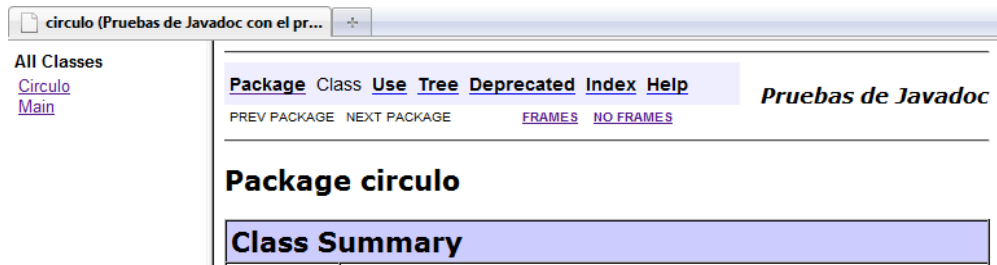 circulo (Pruebas de Javadoc con el pr...
All Classes
Circulo
Main
Package Class Use Tree Deprecated Index Help
PREV PACKAGE NEXT PACKAGE FRAMES NO FRAMES
Pruebas de Javadoc
Package circulo
Class Summary